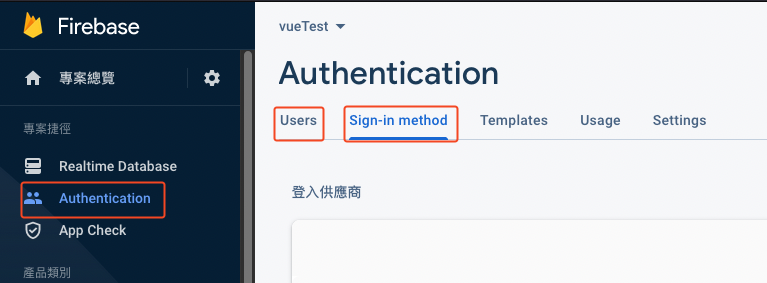 Firebase
專案總覽
專案捷徑
Realtime Database
Authentication
App Check
產品類別
vueTest
Authentication
Users Sign-in method Templates Usage Settings
登入供應商